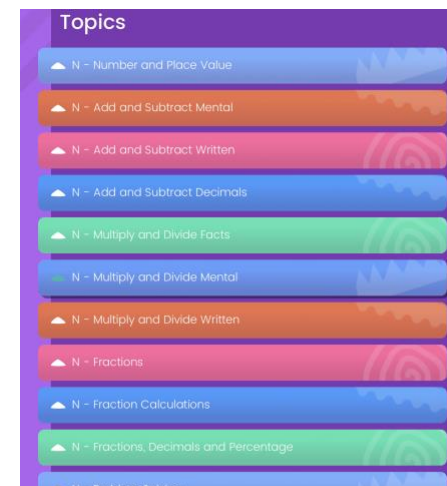 Topics
N - Number and Place Value
N - Add and Subtract Mental
N - Add and Subtract Written
N - Add and Subtract Decimals
N - Multiply and Divide Facts
N - Multiply and Divide Mental
N - Multiply and Divide Written
N - Fractions
N - Fraction Calculations
N - Fractions, Decimals and Percentage